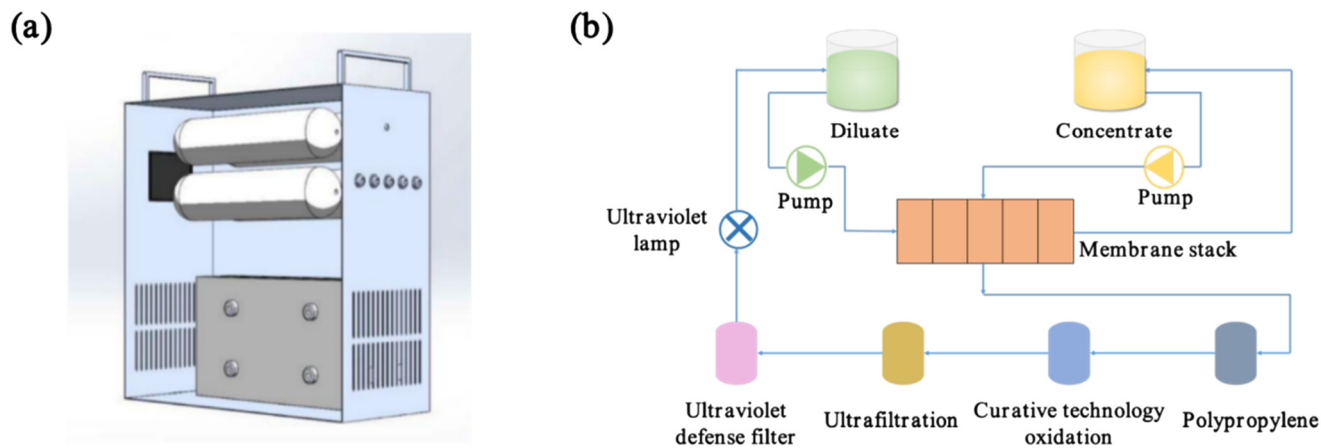 (a)
(b)
Diluate
Concentrate
Pump
Pump
Ultraviolet
lamp
Membrane stack
Ultraviolet
defense filter
Ultrafiltration
Curative technology
oxidation
Polypropylene